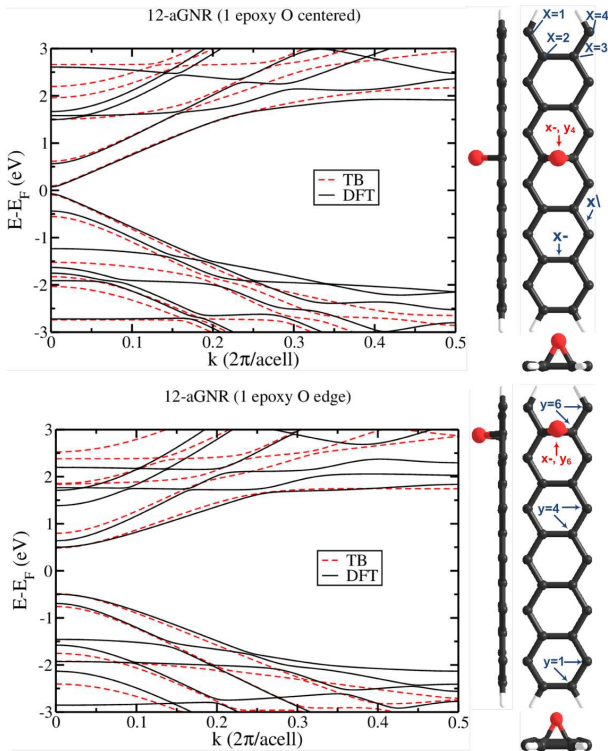 12-aGNR (1 epoxy O centered)
3
2
1
0
-1
-2
-3
E-E_F (eV)
TB
DFT
0
0.1
0.2
0.3
0.4
0.5
k (2π/acell)
X=1
X=4
X=2
X=3
x-, y₄
x\
x-
12-aGNR (1 epoxy O edge)
3
2
1
0
-1
-2
-3
E-E_F (eV)
TB
DFT
0
0.1
0.2
0.3
0.4
0.5
k (2π/acell)
y=6
x-, y₆
y=4
y=1